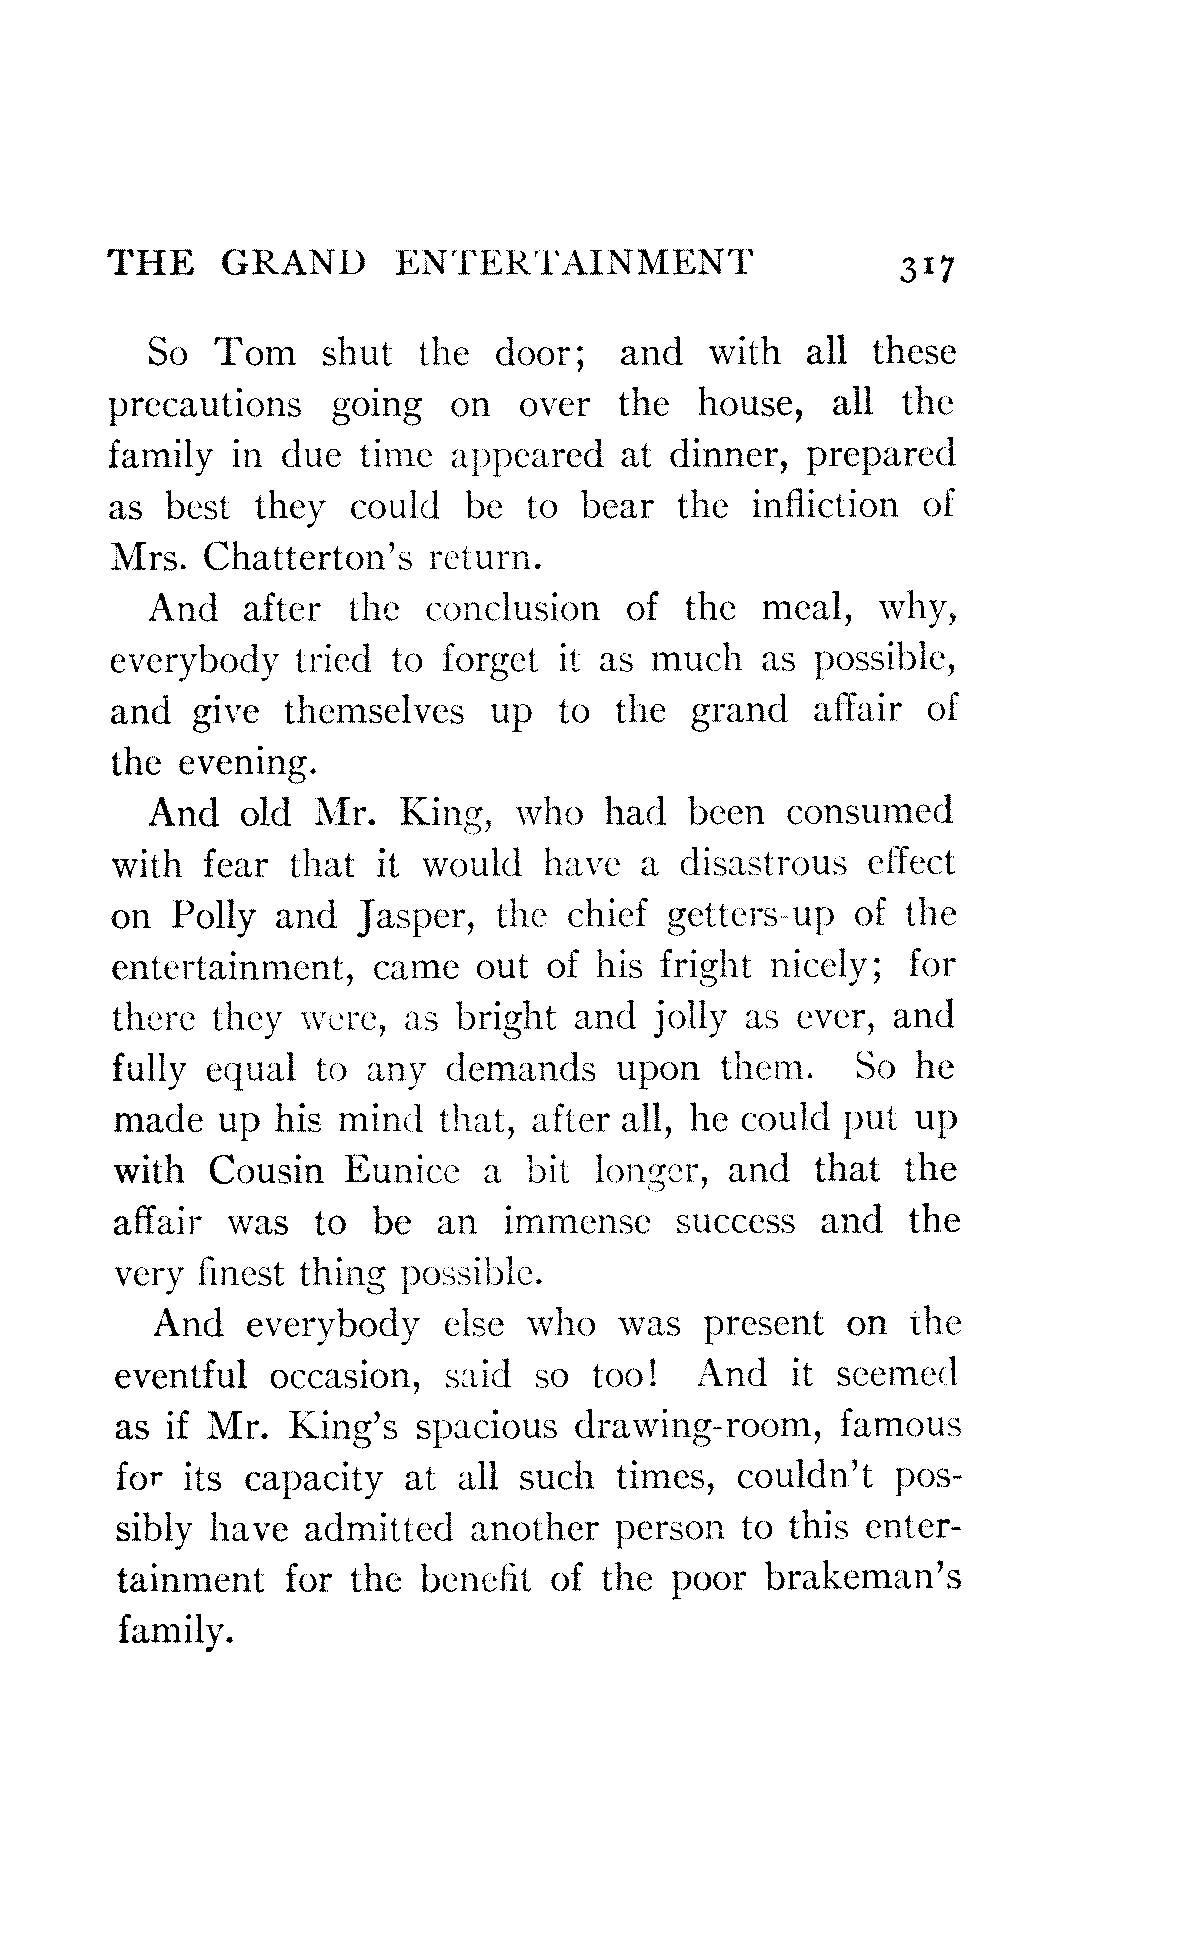 THE GRAND ENTERTAINMENT 317
So Tom shut the door; and with all these
precautions going on over the house, all the
family in due time appeared at dinner, prepared
as best they could be to bear the infliction of
Mrs. Chatterton's return.
And after the conclusion of the meal, why,
everybody tried to forget it as much as possible,
and give themselves up to the grand affair of
the evening.
And old Mr. King, who had been consumed
with fear that it would have a disastrous effect
on Polly and Jasper, the chief getters-up of the
entertainment, came out of his fright nicely; for
there they were, as bright and jolly as ever, and
fully equal to any demands upon them. So he
made up his mind that, after all, he could put up
with Cousin Eunice a bit longer, and that the
affair was to be an immense success and the
very finest thing possible.
And everybody else who was present on the
eventful occasion, said so too! And it seemed
as if Mr. King's spacious drawing-room, famous
for its capacity at all such times, couldn't pos-
sibly have admitted another person to this enter-
tainment for the benefit of the poor brakeman's
family.